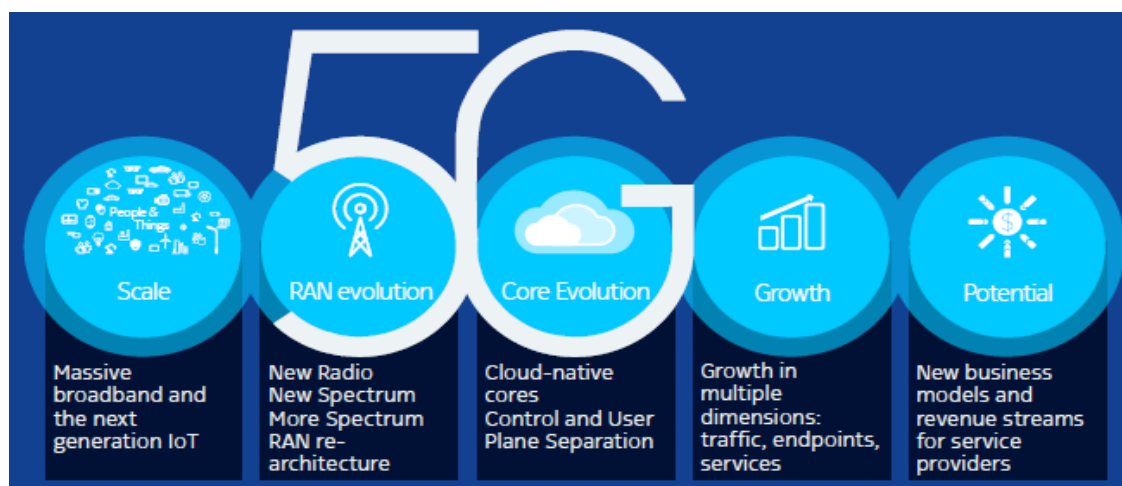 5G
People &
Things
Scale
RAN evolution
Core Evolution
Growth
Potential
Massive
broadband and
the next
generation IoT
New Radio
New Spectrum
More Spectrum
RAN re-
architecture
Cloud-native
cores
Control and User
Plane Separation
Growth in
multiple
dimensions:
traffic, endpoints,
services
New business
models and
revenue streams
for service
providers
$